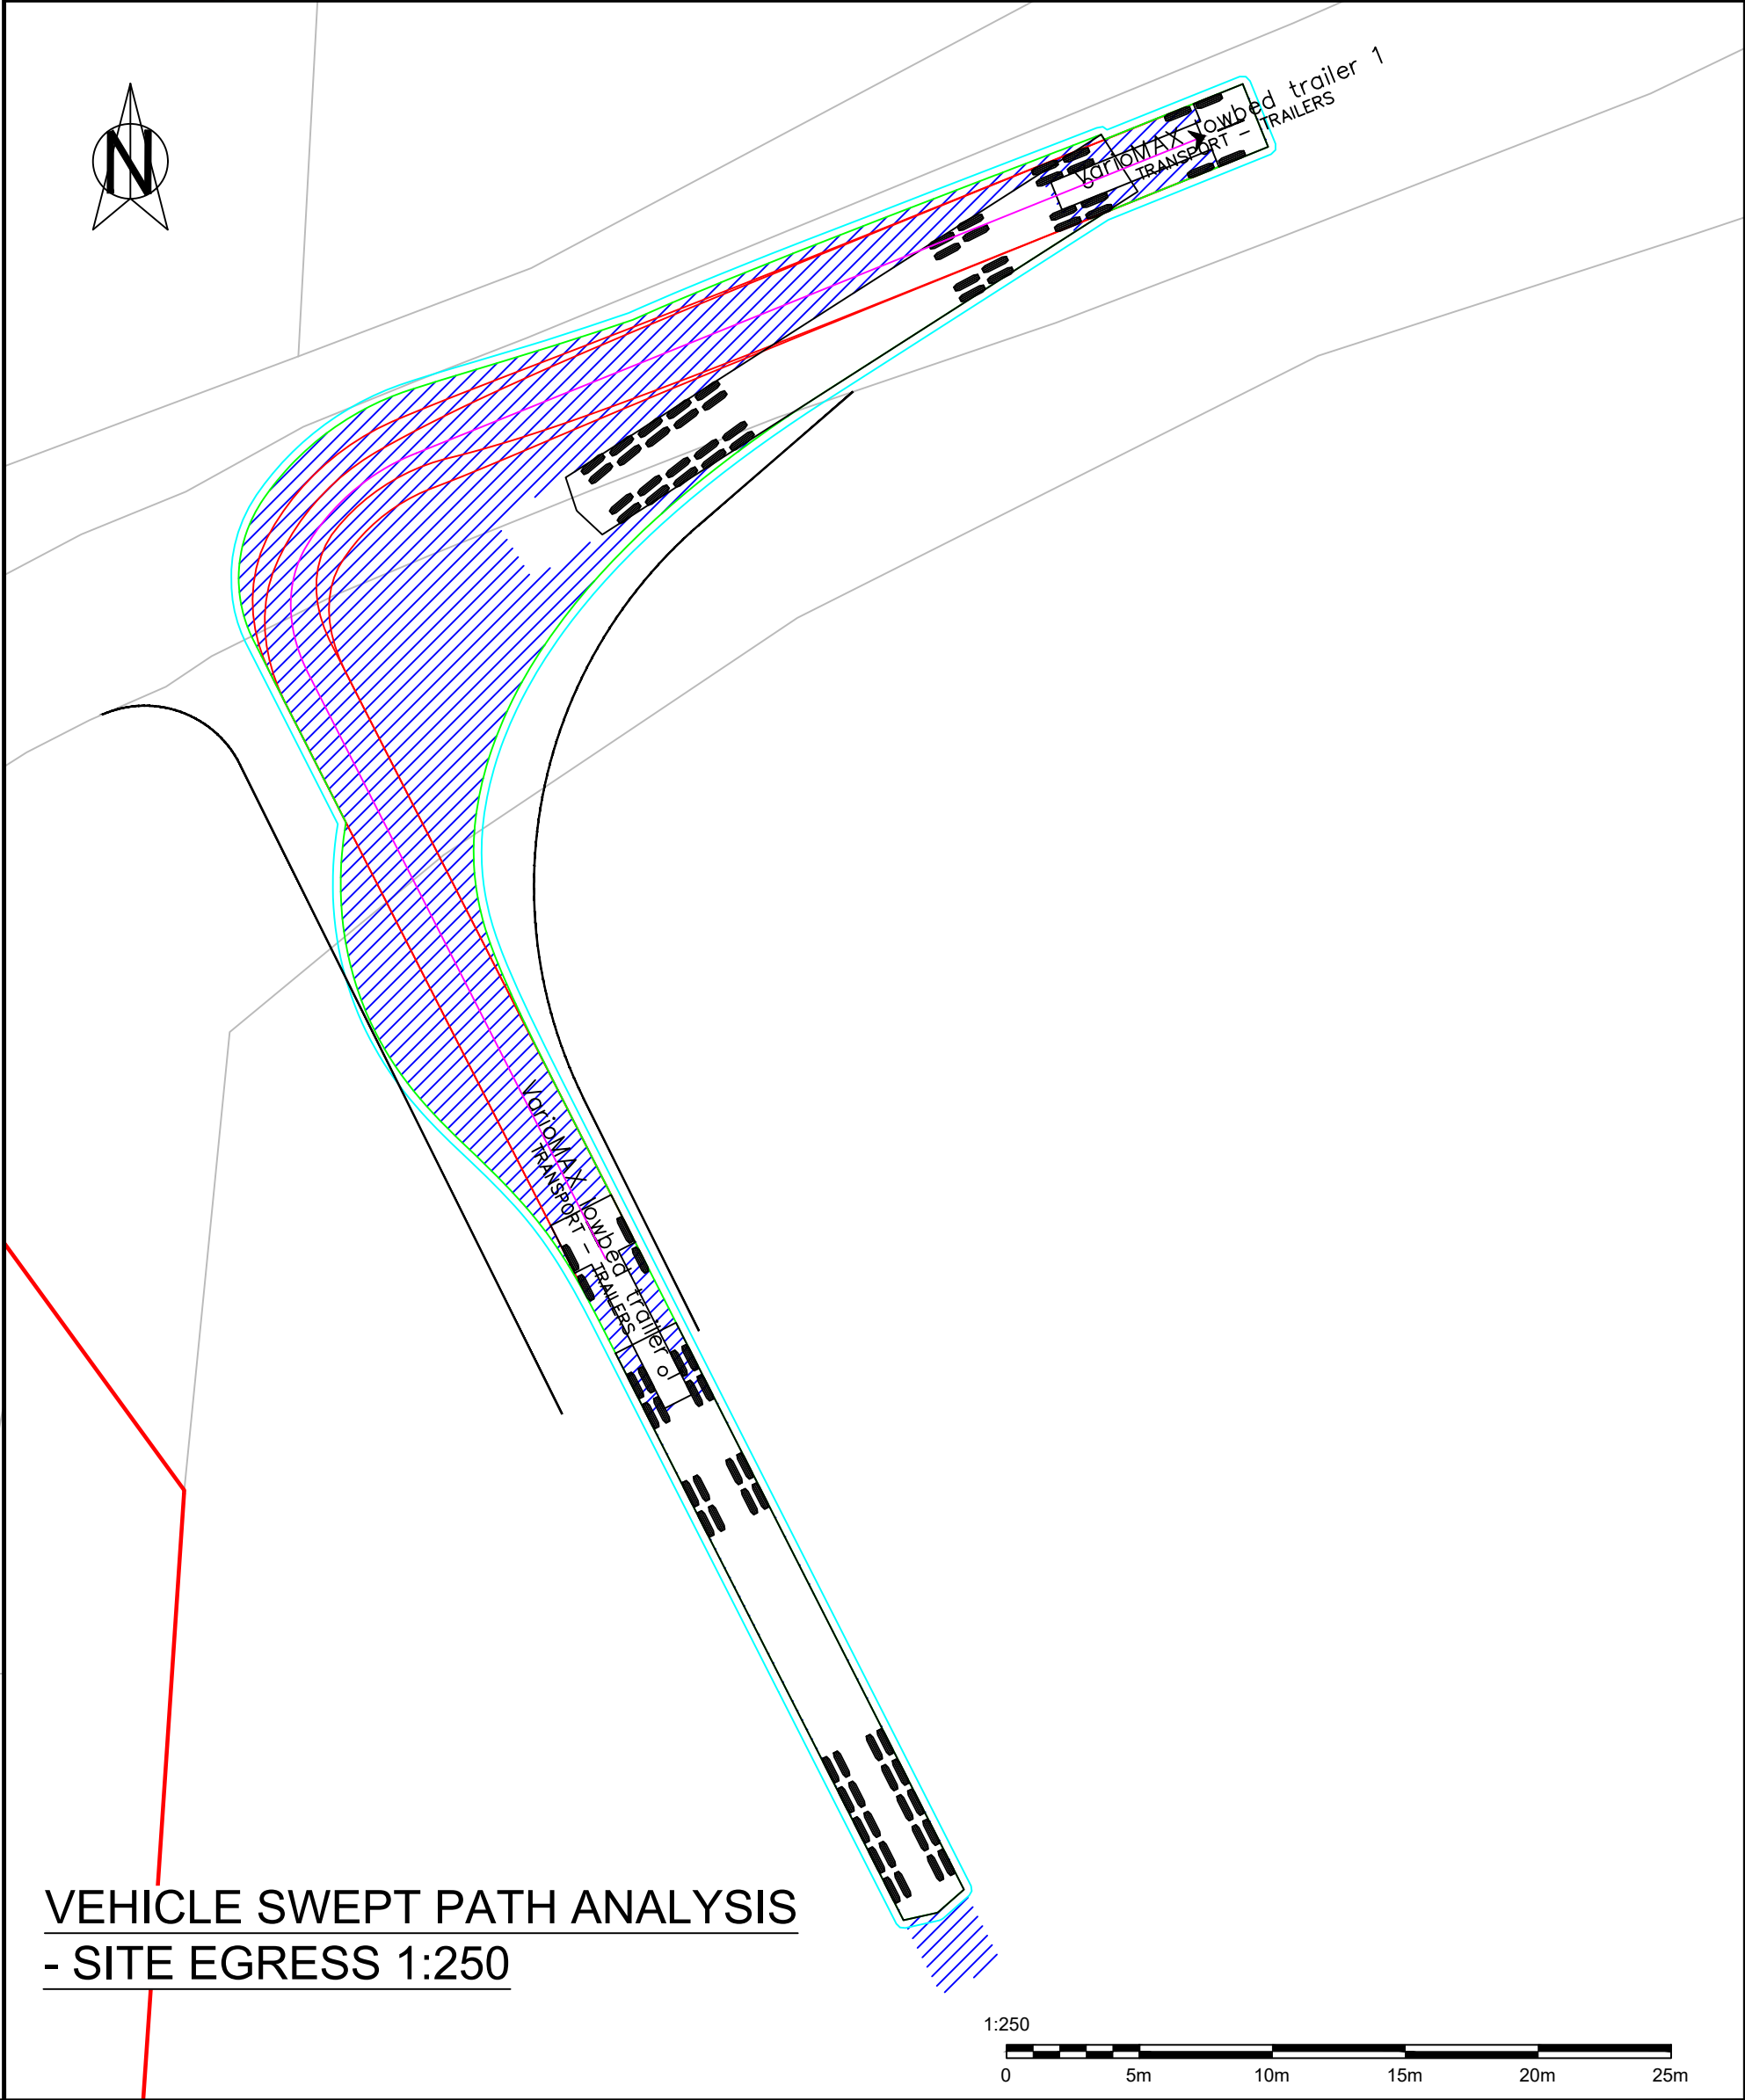 N
VarioMAX lowbed trailer 1
TRANSPORT - TRAILERS
VarioMAX lowbed trailer ol
TRANSPORT - TRAILERS
VEHICLE SWEPT PATH ANALYSIS
- SITE EGRESS 1:250
1:250
0 5m 10m 15m 20m 25m